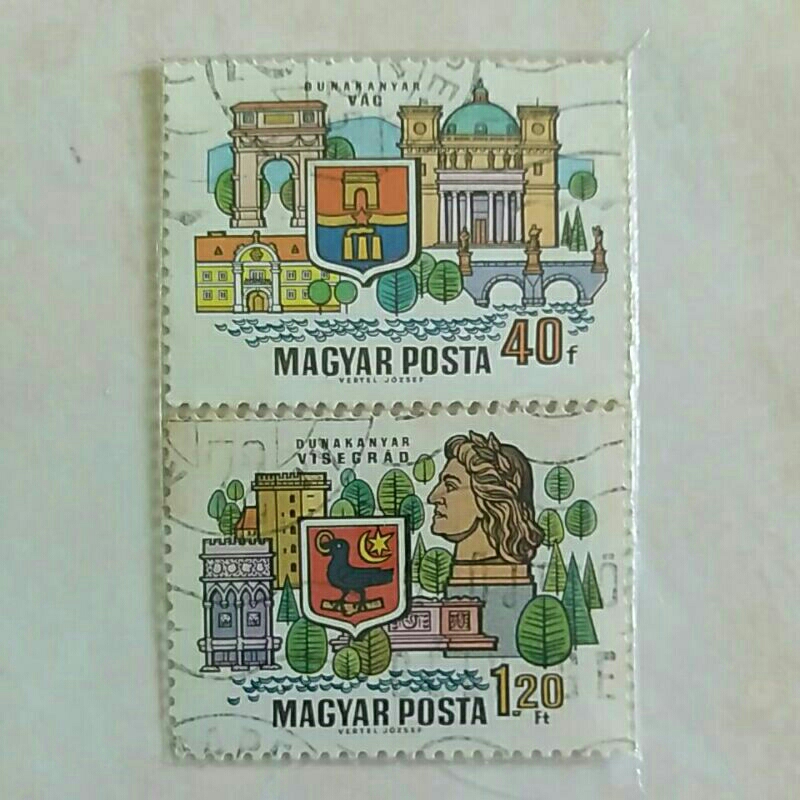 DUNAKANYAR
VÁC
MAGYAR POSTA 40f
VERTEL JÓZSEF
DUNAKANYAR
VISEGRÁD
MAGYAR POSTA 1.20 Ft
VERTEL JÓZSEF